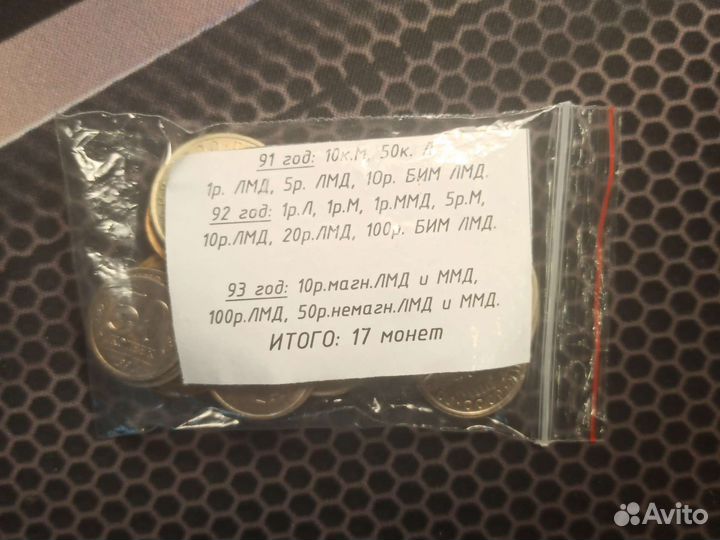 91 год: 10к.М, 50к. Л
1р. ЛМД, 5р. ЛМД, 10р. БИМ ЛМД.
92 год: 1р.Л, 1р.М, 1р.ММД, 5р.М,
10р.ЛМД, 20р.ЛМД, 100р. БИМ ЛМД.
93 год: 10р.магн.ЛМД и ММД,
100р.ЛМД, 50р.немагн.ЛМД и ММД.
ИТОГО: 17 монет
Avito